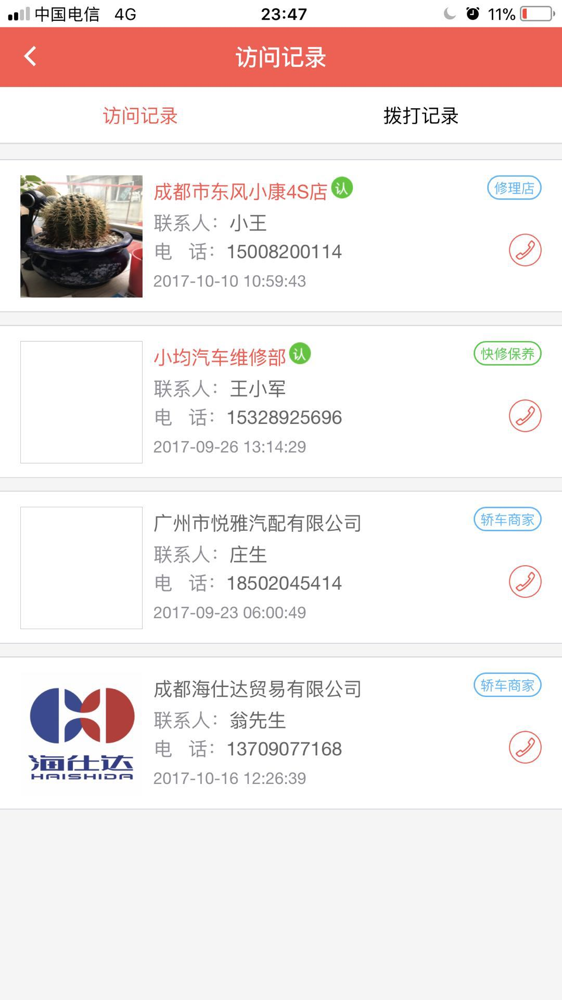 中国电信 4G 23:47 11%
访问记录
访问记录 拨打记录
成都市东风小康4S店 认 修理店
联系人：小王
电 话：15008200114
2017-10-10 10:59:43
小均汽车维修部 认 快修保养
联系人：王小军
电 话：15328925696
2017-09-26 13:14:29
广州市悦雅汽配有限公司 轿车商家
联系人：庄生
电 话：18502045414
2017-09-23 06:00:49
成都海仕达贸易有限公司 轿车商家
联系人：翁先生
电 话：13709077168
2017-10-16 12:26:39
海仕达
HAISHIDA